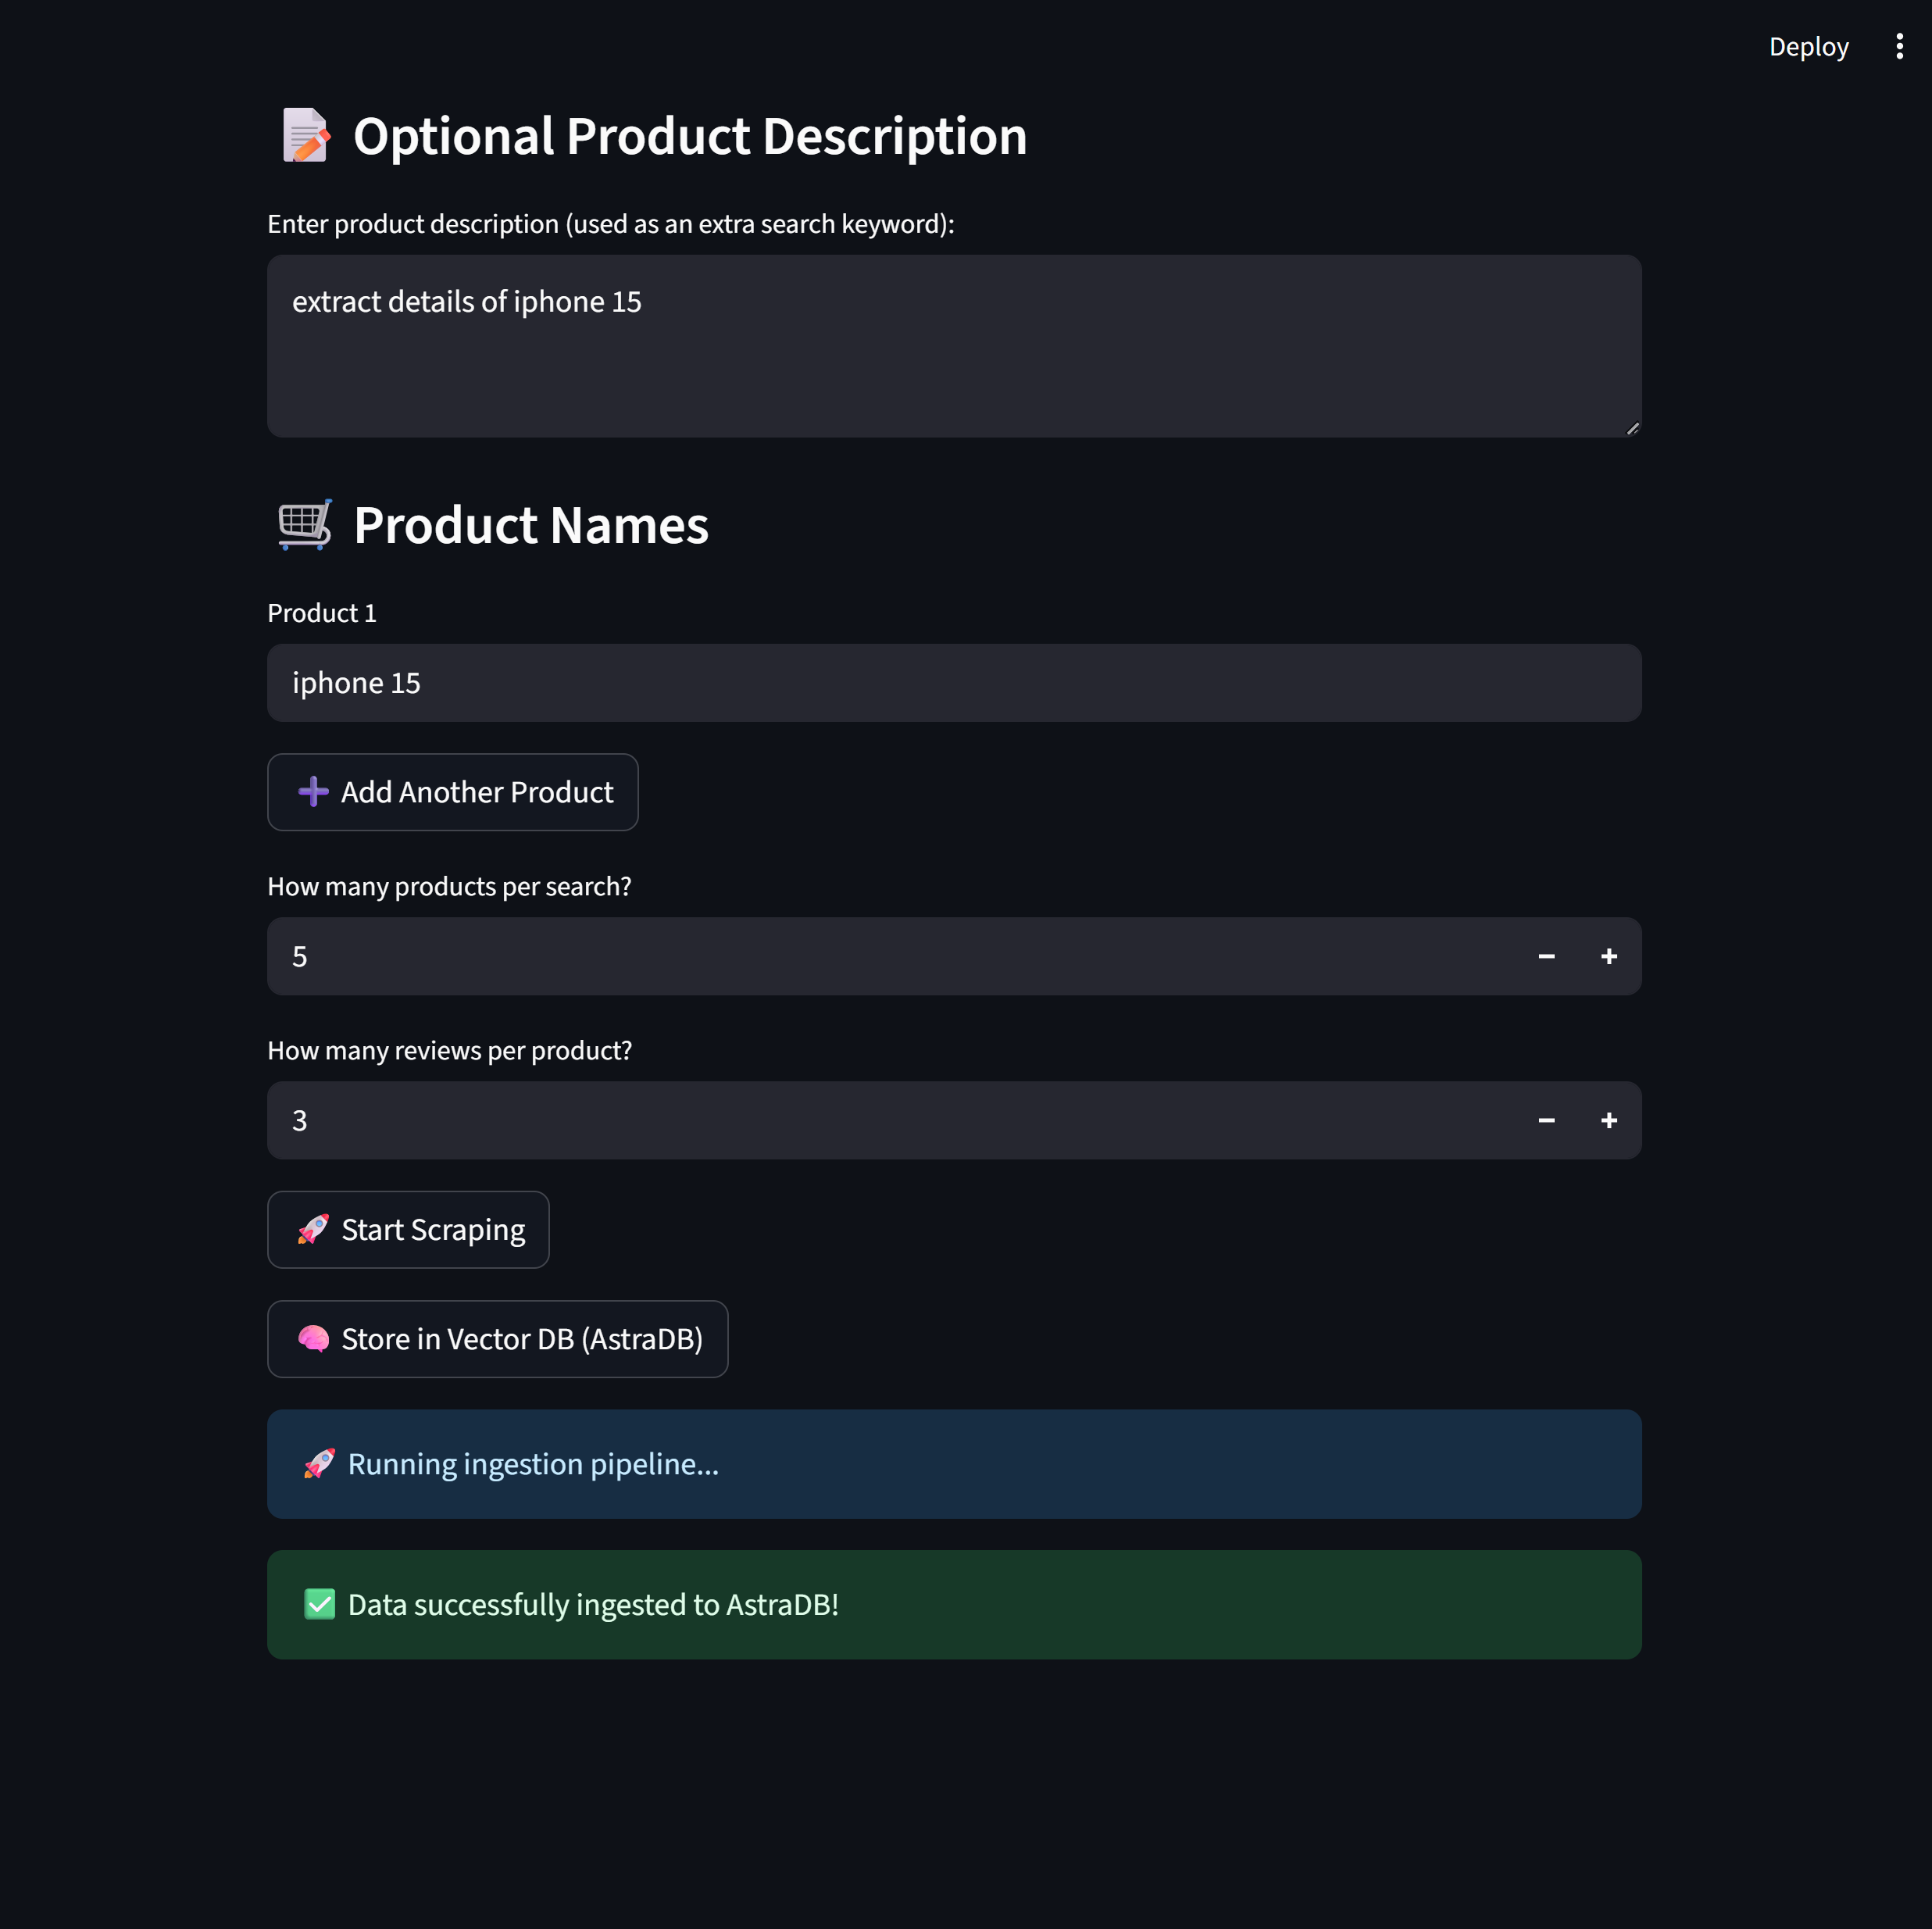 Deploy
Optional Product Description
Enter product description (used as an extra search keyword):
extract details of iphone 15
Product Names
Product 1
iphone 15
Add Another Product
How many products per search?
5
How many reviews per product?
3
Start Scraping
Store in Vector DB (AstraDB)
Running ingestion pipeline...
Data successfully ingested to AstraDB!